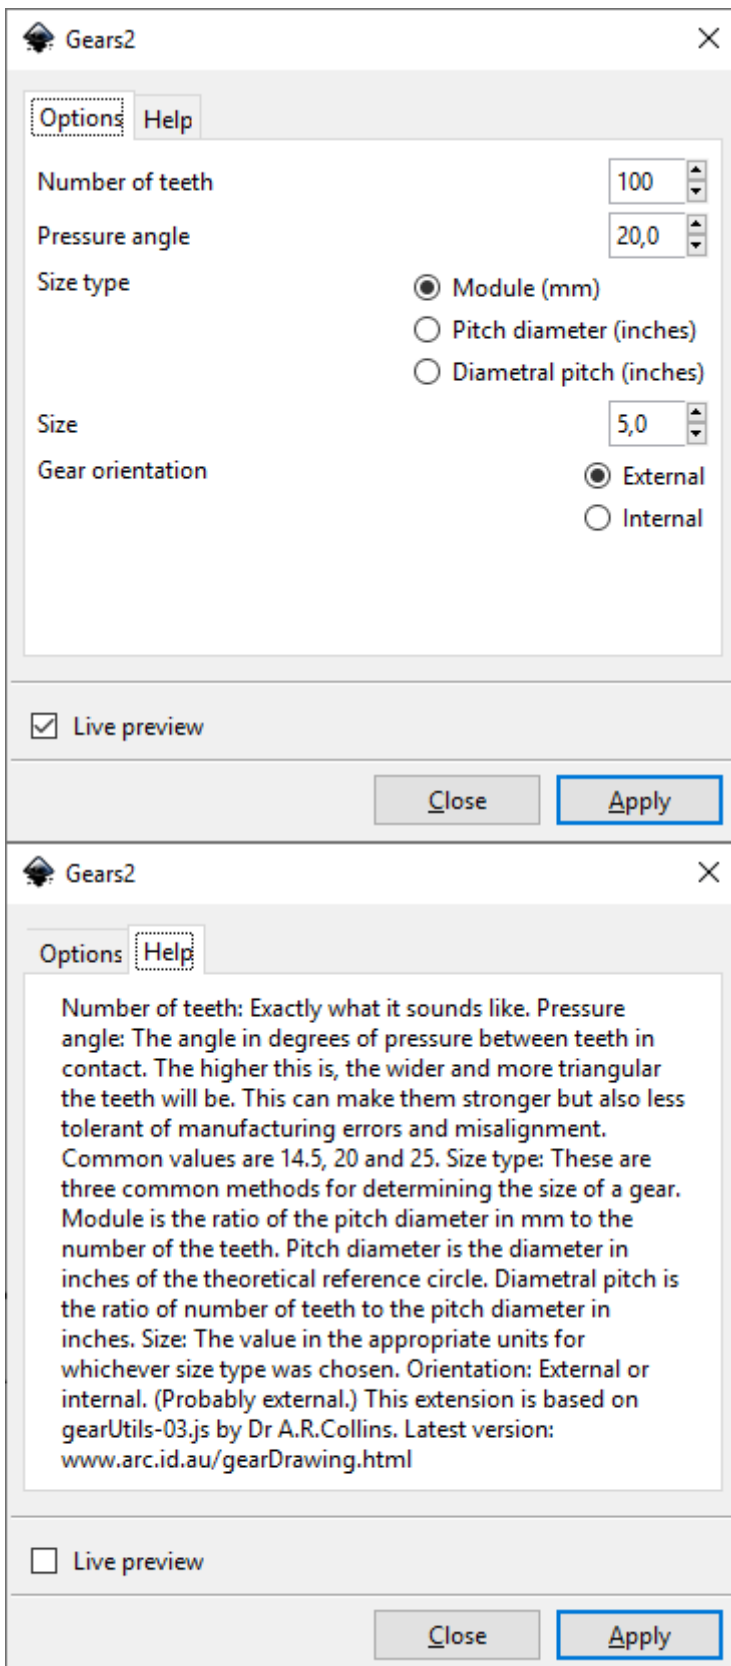 Gears2
Options Help
Number of teeth 100
Pressure angle 20,0
Size type Module (mm)
Pitch diameter (inches)
Diametral pitch (inches)
Size 5,0
Gear orientation External
Internal
Live preview
Close Apply
Gears2
Options Help
Number of teeth: Exactly what it sounds like. Pressure
angle: The angle in degrees of pressure between teeth in
contact. The higher this is, the wider and more triangular
the teeth will be. This can make them stronger but also less
tolerant of manufacturing errors and misalignment.
Common values are 14.5, 20 and 25. Size type: These are
three common methods for determining the size of a gear.
Module is the ratio of the pitch diameter in mm to the
number of the teeth. Pitch diameter is the diameter in
inches of the theoretical reference circle. Diametral pitch is
the ratio of number of teeth to the pitch diameter in
inches. Size: The value in the appropriate units for
whichever size type was chosen. Orientation: External or
internal. (Probably external.) This extension is based on
gearUtils-03.js by Dr A.R.Collins. Latest version:
www.arc.id.au/gearDrawing.html
Live preview
Close Apply